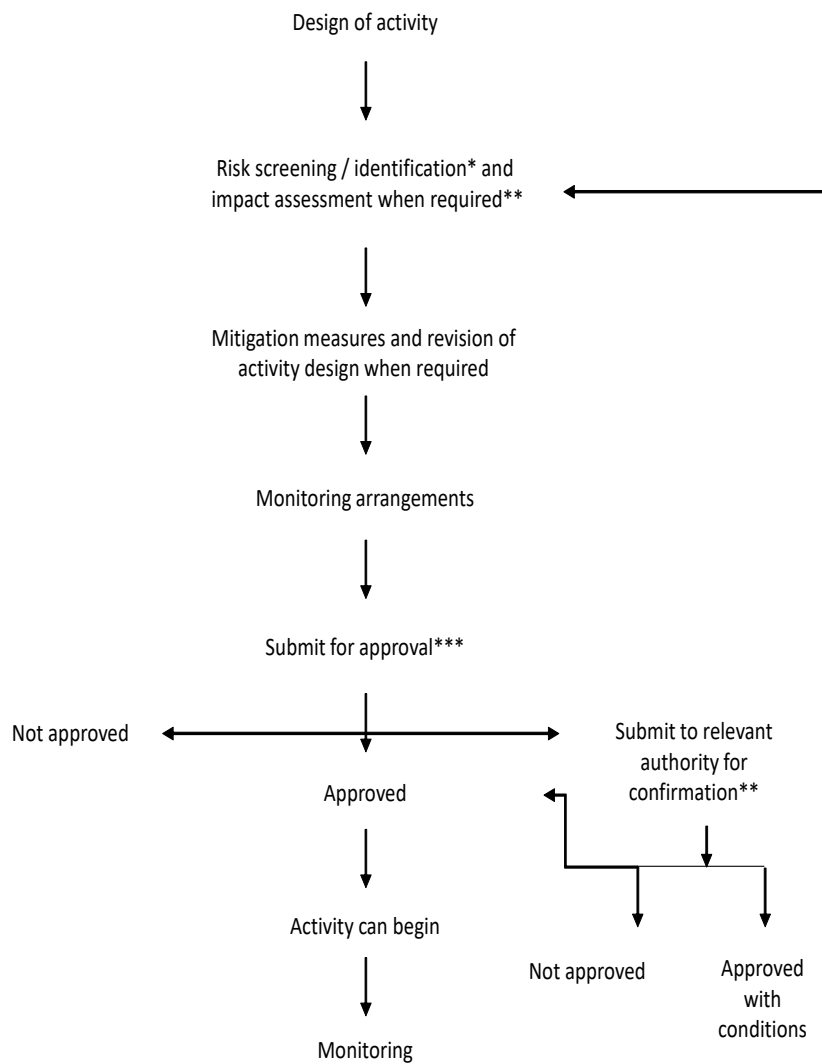 Design of activity
Risk screening / identification* and
impact assessment when required**
Mitigation measures and revision of
activity design when required
Monitoring arrangements
Submit for approval***
Not approved
Submit to relevant
authority for
confirmation**
Approved
Activity can begin
Not approved
Approved
with
conditions
Monitoring